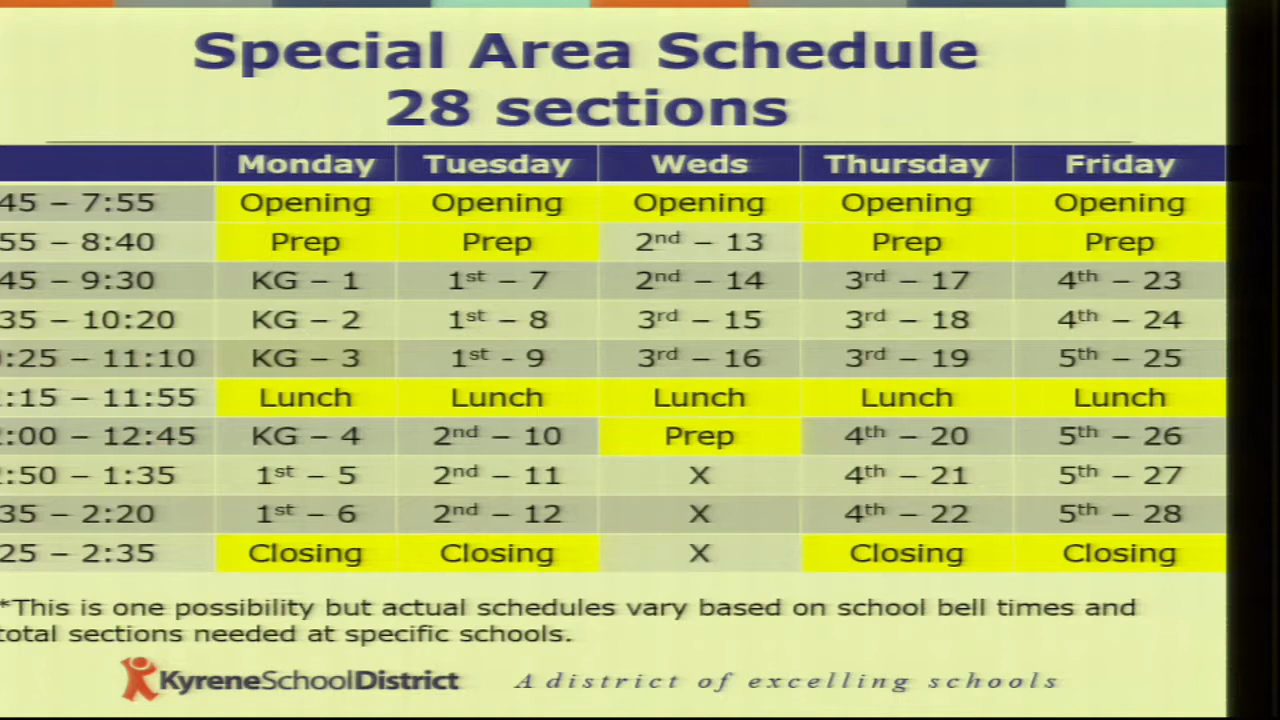 Special Area Schedule
28 sections
Monday Tuesday Weds Thursday Friday
45 – 7:55 Opening Opening Opening Opening Opening
55 – 8:40 Prep Prep 2nd – 13 Prep Prep
45 – 9:30 KG – 1 1st – 7 2nd – 14 3rd – 17 4th – 23
35 – 10:20 KG – 2 1st – 8 3rd – 15 3rd – 18 4th – 24
:25 – 11:10 KG – 3 1st - 9 3rd – 16 3rd – 19 5th – 25
:15 – 11:55 Lunch Lunch Lunch Lunch Lunch
:00 – 12:45 KG – 4 2nd – 10 Prep 4th – 20 5th – 26
:50 – 1:35 1st – 5 2nd – 11 X 4th – 21 5th – 27
35 – 2:20 1st – 6 2nd – 12 X 4th – 22 5th – 28
25 – 2:35 Closing Closing X Closing Closing
*This is one possibility but actual schedules vary based on school bell times and
total sections needed at specific schools.
KyreneSchoolDistrict A district of excelling schools